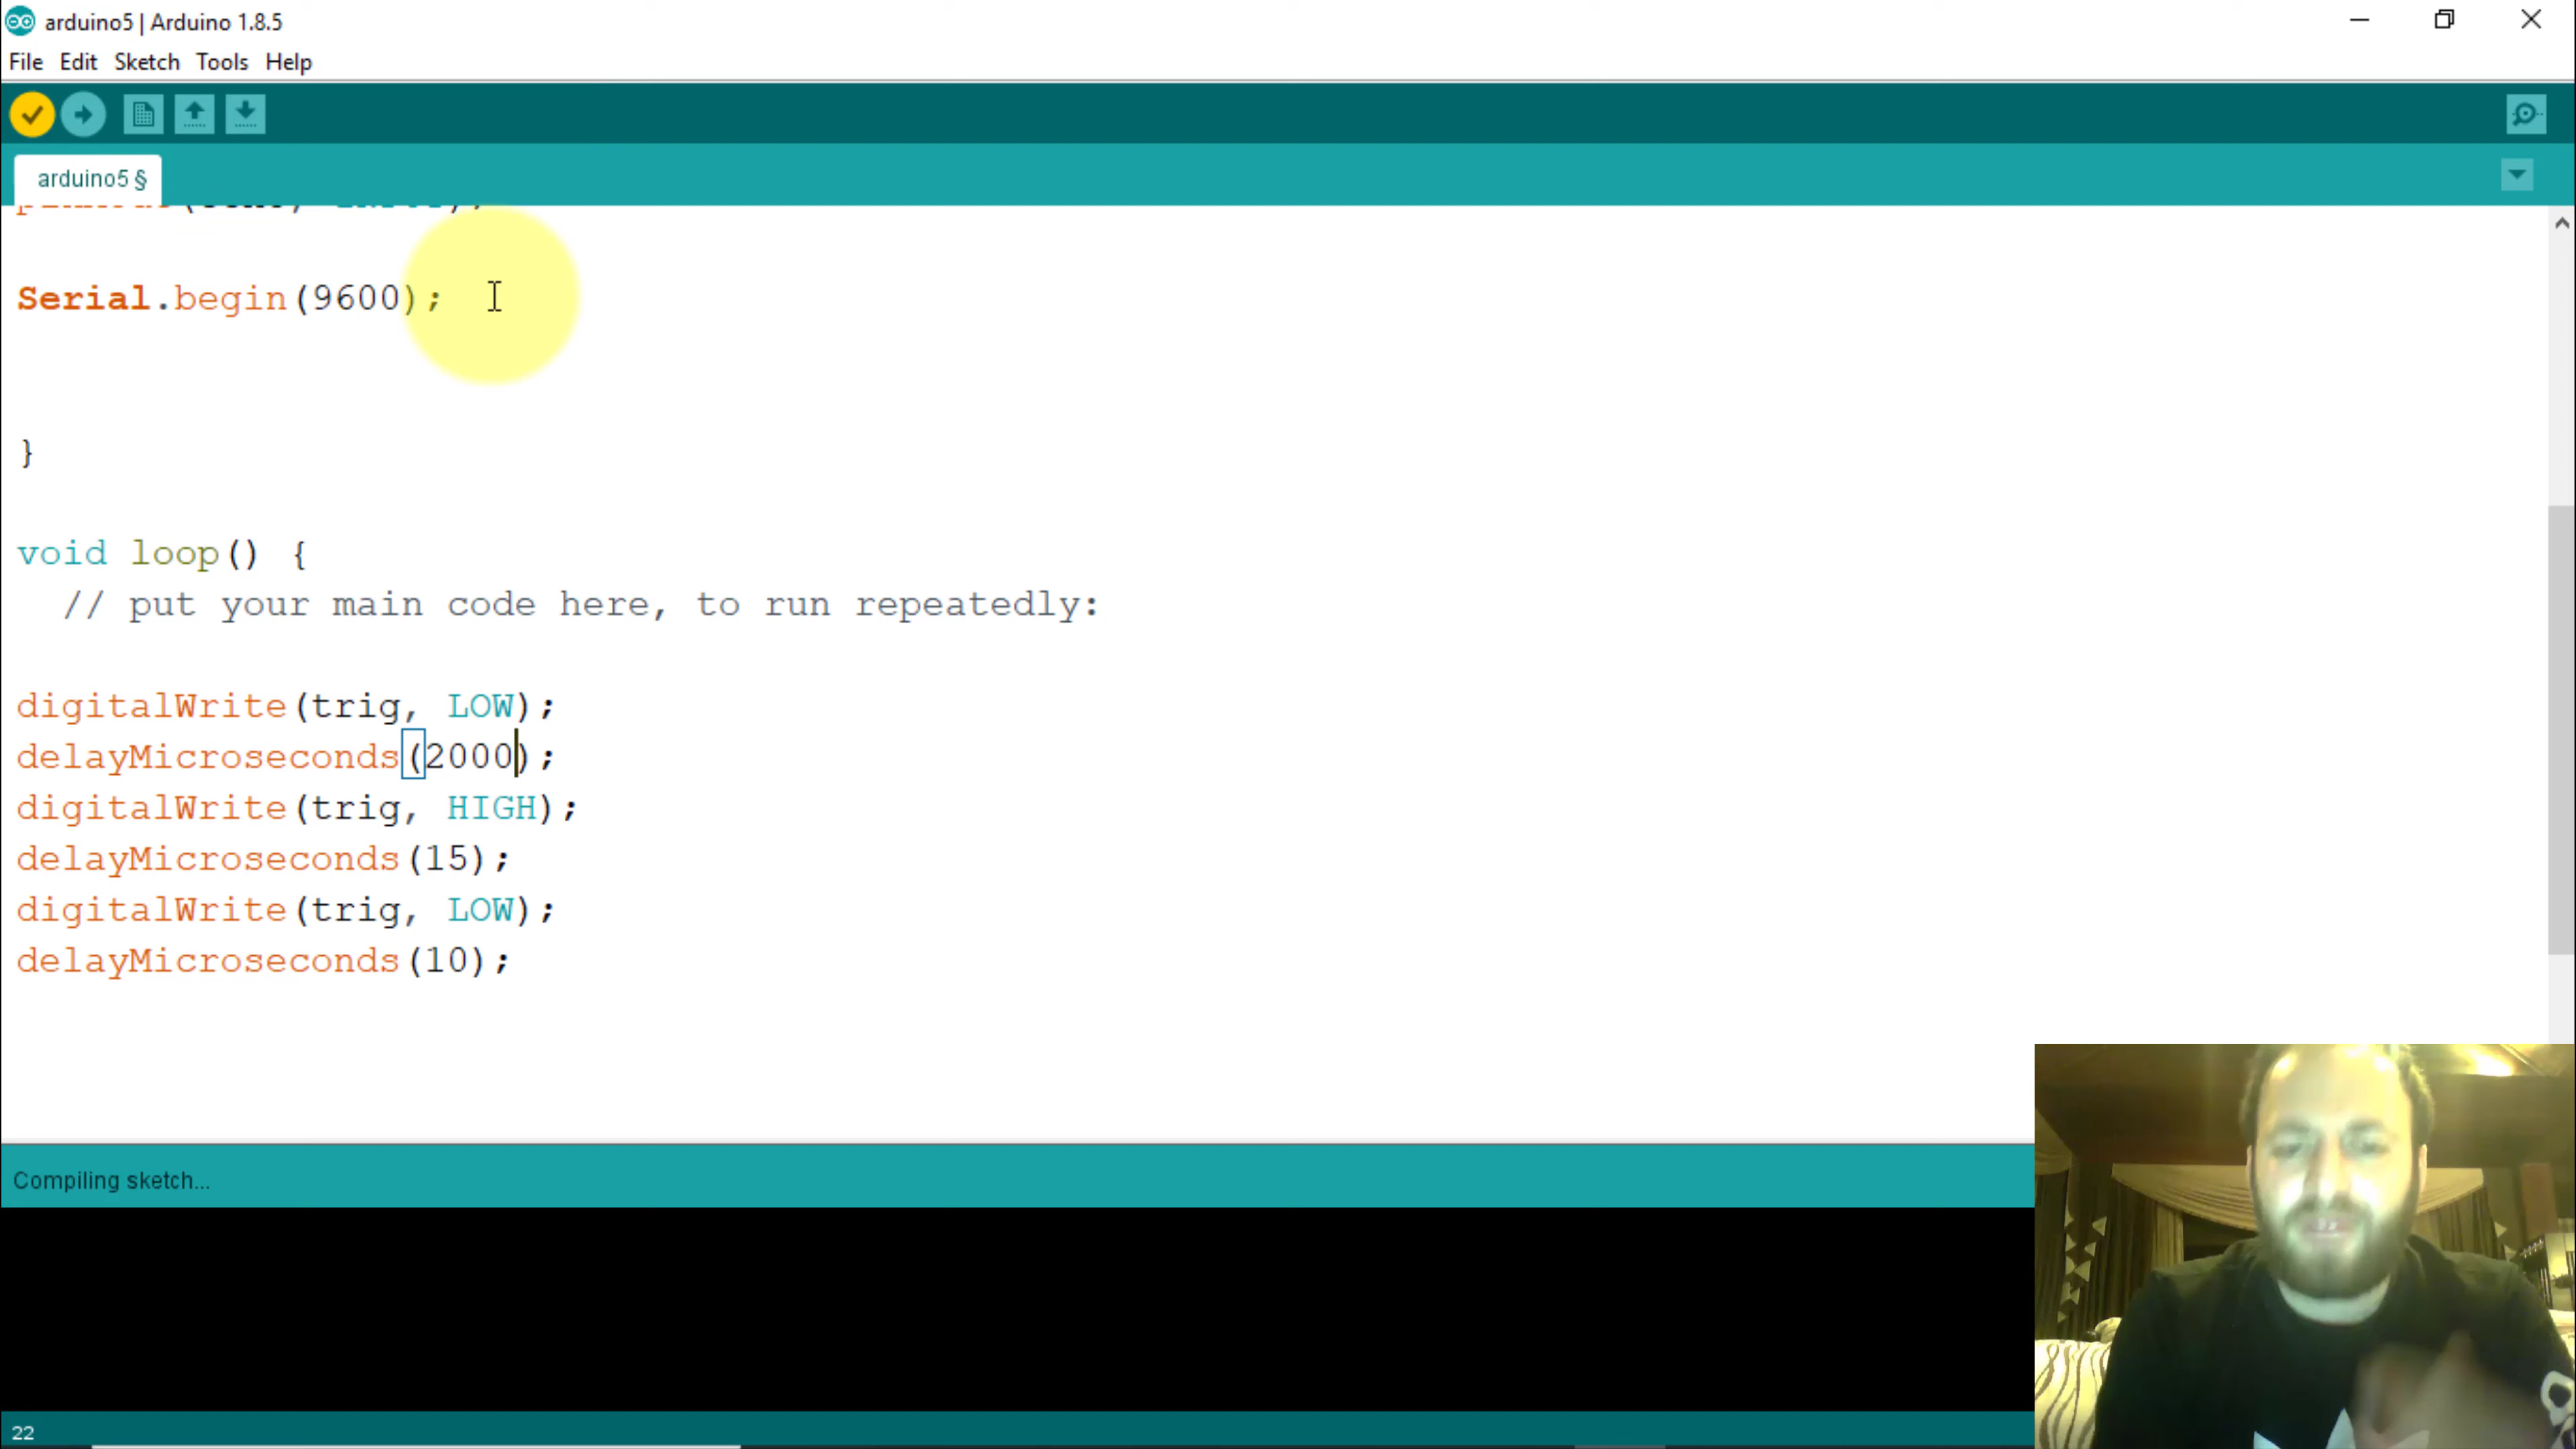 arduino5 | Arduino 1.8.5
File Edit Sketch Tools Help
arduino5 §
Serial.begin(9600);
}
void loop() {
// put your main code here, to run repeatedly:
digitalWrite(trig, LOW);
delayMicroseconds(2000);
digitalWrite(trig, HIGH);
delayMicroseconds(15);
digitalWrite(trig, LOW);
delayMicroseconds(10);
Compiling sketch...
22